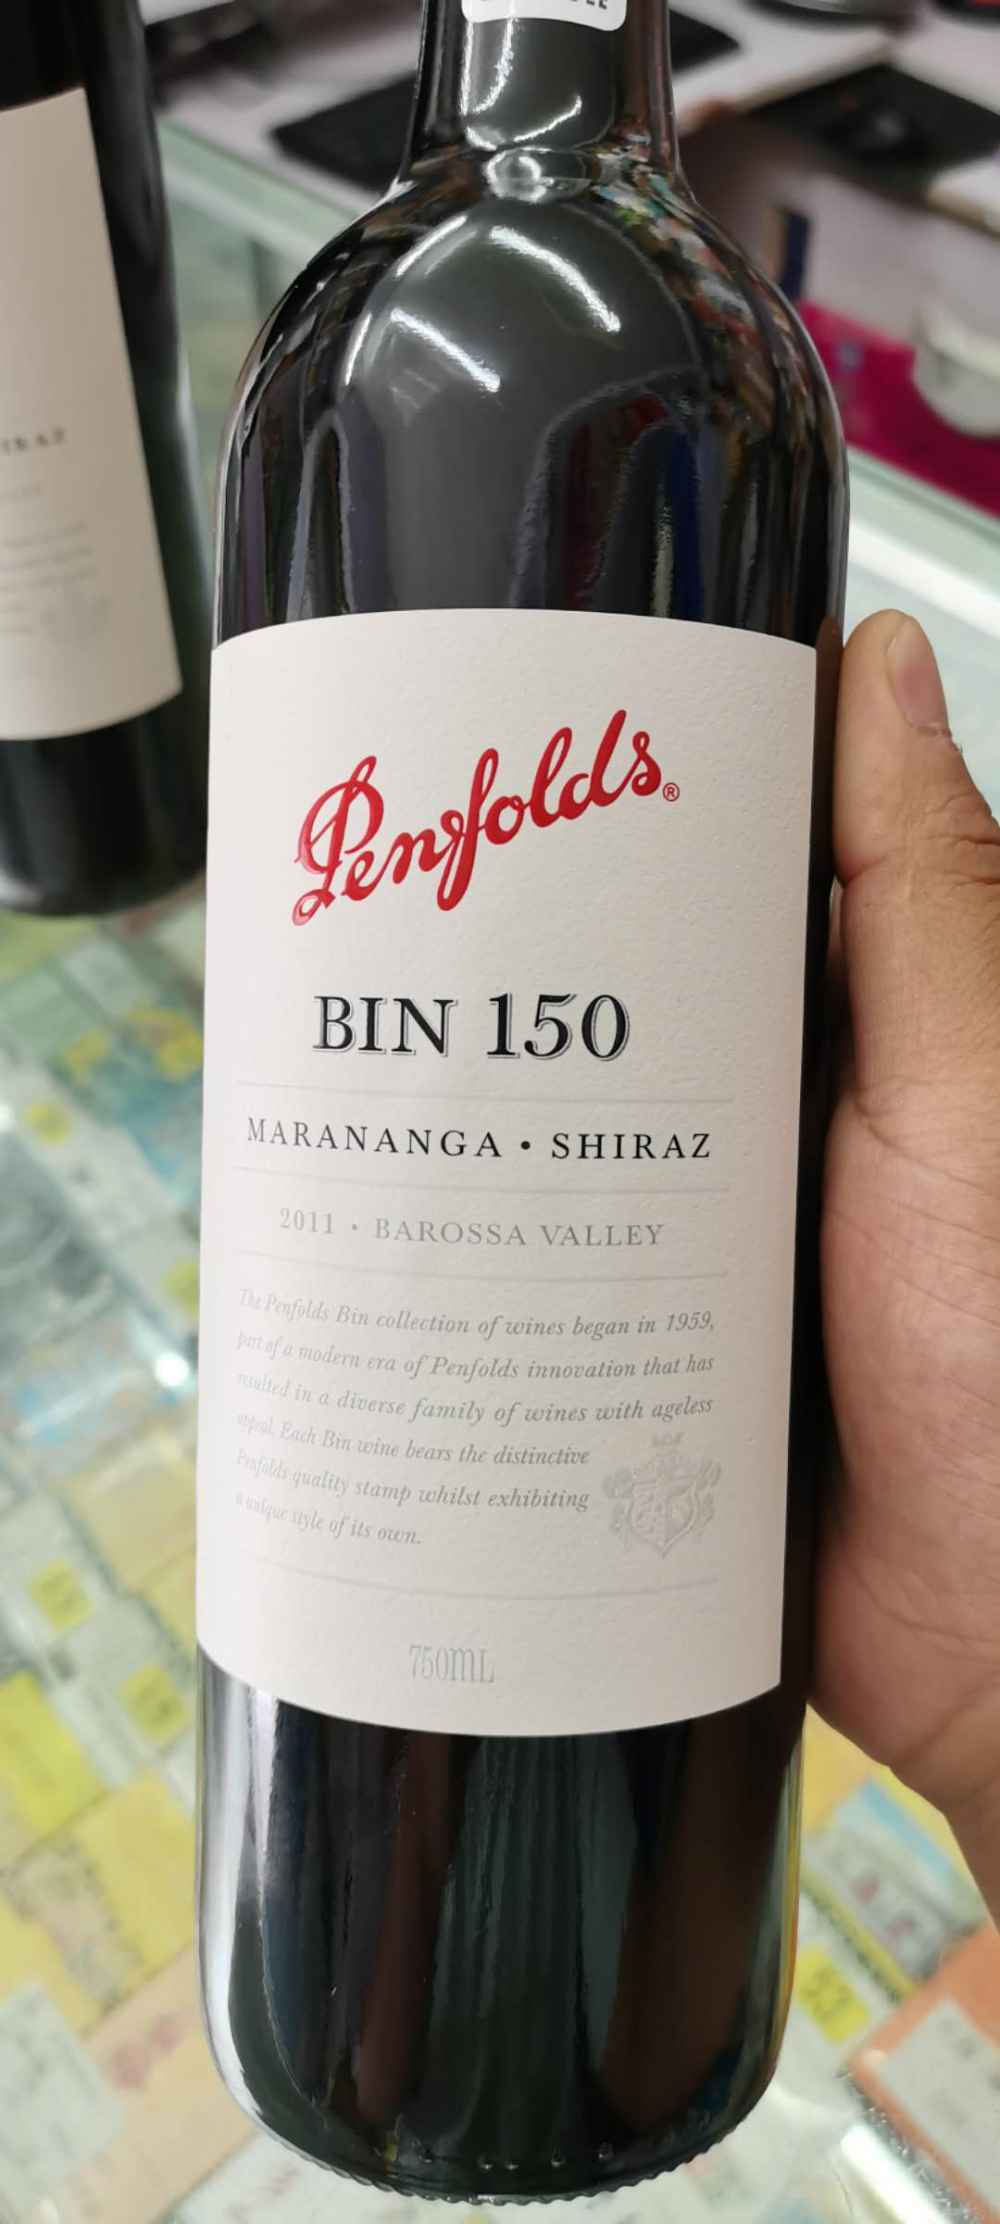 Penfolds®
BIN 150
MARANANGA • SHIRAZ
2011 • BAROSSA VALLEY
The Penfolds Bin collection of wines began in 1959,
part of a modern era of Penfolds innovation that has
resulted in a diverse family of wines with ageless
appeal. Each Bin wine bears the distinctive
Penfolds quality stamp whilst exhibiting
a unique style of its own.
750mL
IRAZ